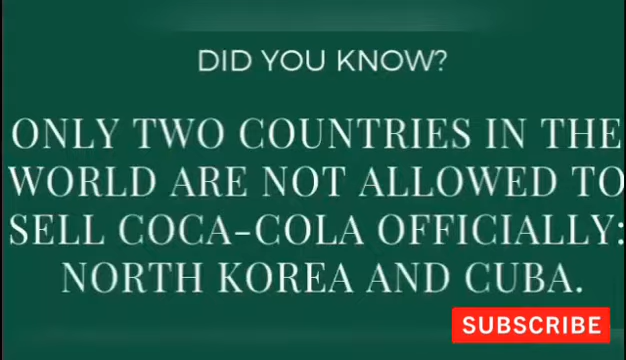 DID YOU KNOW?
ONLY TWO COUNTRIES IN THE
WORLD ARE NOT ALLOWED TO
SELL COCA-COLA OFFICIALLY:
NORTH KOREA AND CUBA.
SUBSCRIBE